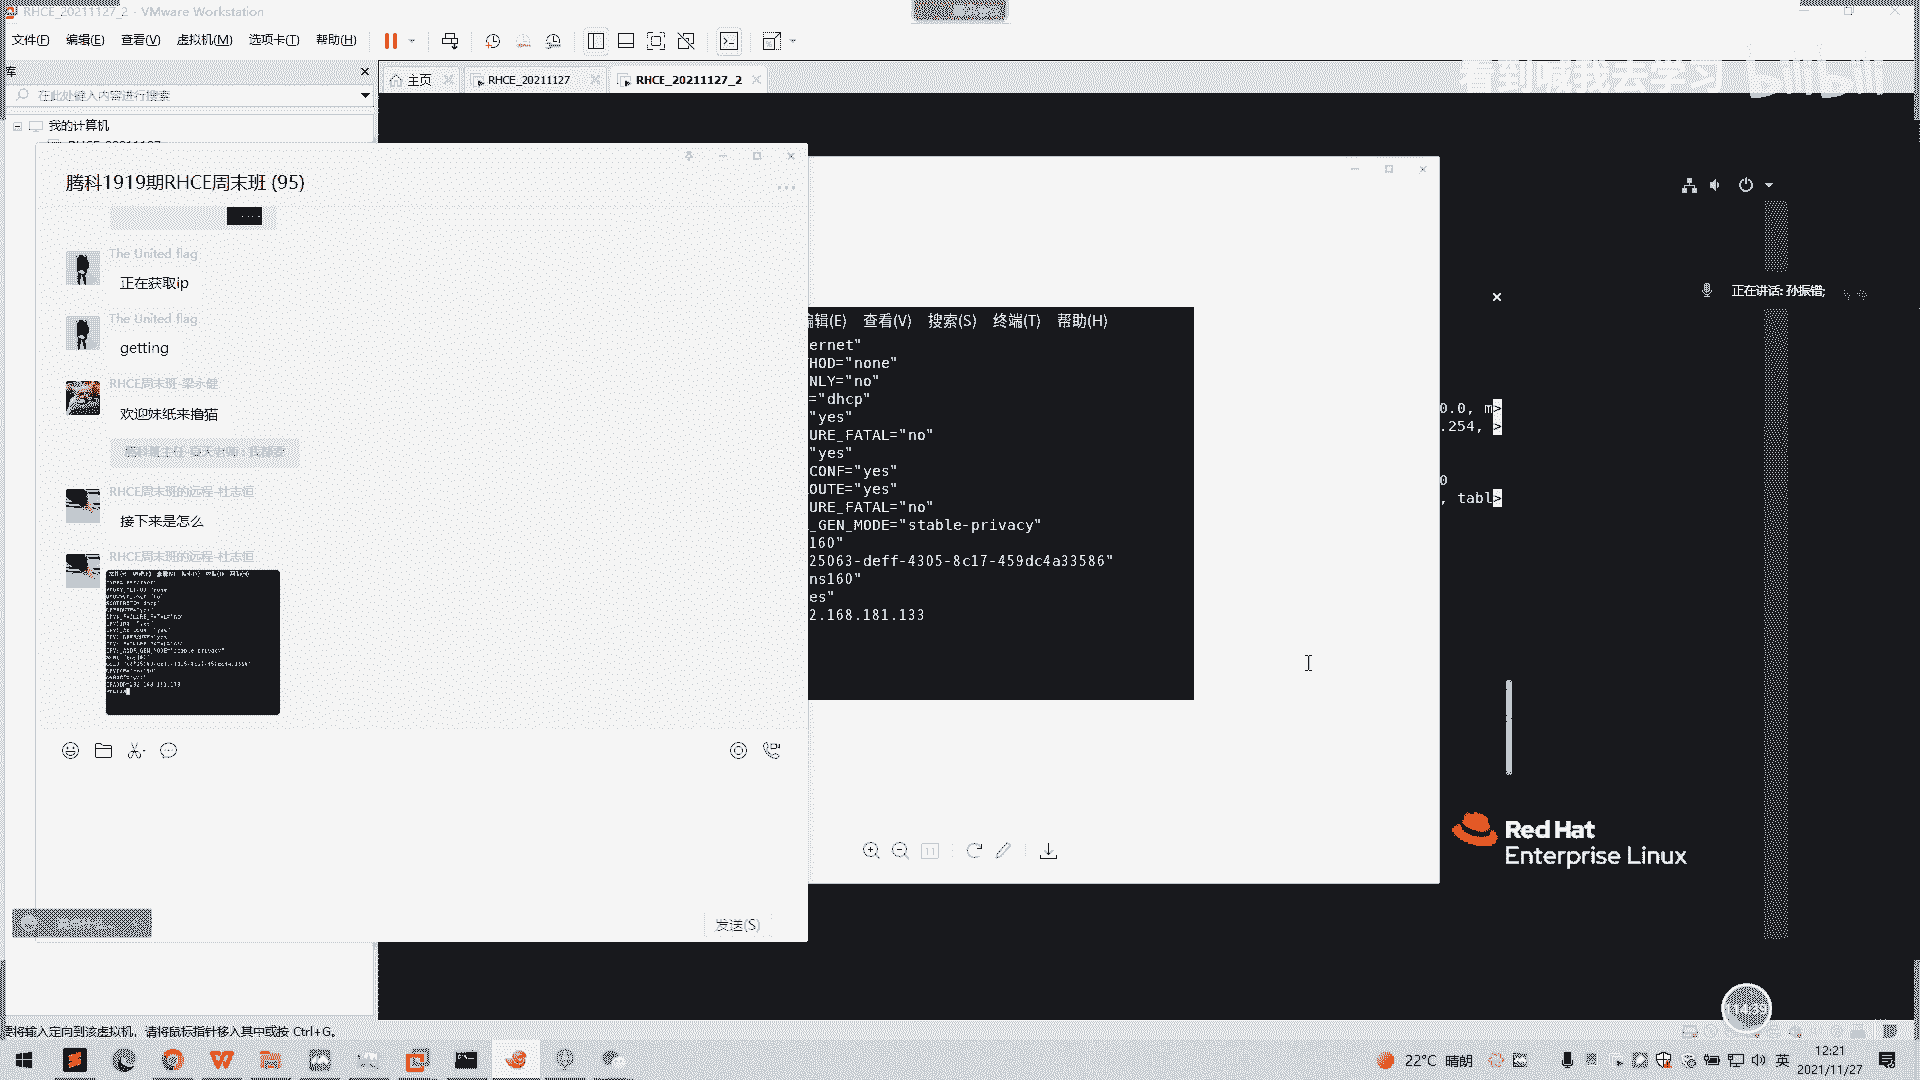 RHCE_20211127_2 - VMware Workstation
文件(F) 编辑(E) 查看(V) 虚拟机(M) 选项卡(T) 帮助(H)
库
在此处键入内容进行搜索
主页
RHCE_20211127
RHCE_20211127_2
看到饿我去学习 bilibili
我的计算机
腾科1919期RHCE周末班 (95)
The United flag
正在获取ip
The United flag
getting
RHCE周末班-梁永健
欢迎妹纸来撸猫
RHCE周末班的远程-杜志恒
接下来是怎么
RHCE周末班的远程-杜志恒
发送(S)
编辑(E) 查看(V) 搜索(S) 终端(T) 帮助(H)
ernet"
HOD="none"
NLY="no"
="dhcp"
"yes"
URE_FATAL="no"
"yes"
CONF="yes"
OUTE="yes"
URE_FATAL="no"
_GEN_MODE="stable-privacy"
160"
25063-deff-4305-8c17-459dc4a33586"
ns160"
es"
2.168.181.133
正在讲话: 孙振错;
0.0, m>
.254, >
0
, tabl>
Red Hat
Enterprise Linux
要将输入定向到该虚拟机，请将鼠标指针移入其中或按 Ctrl+G。
22°C 晴朗
英
12:21
2021/11/27